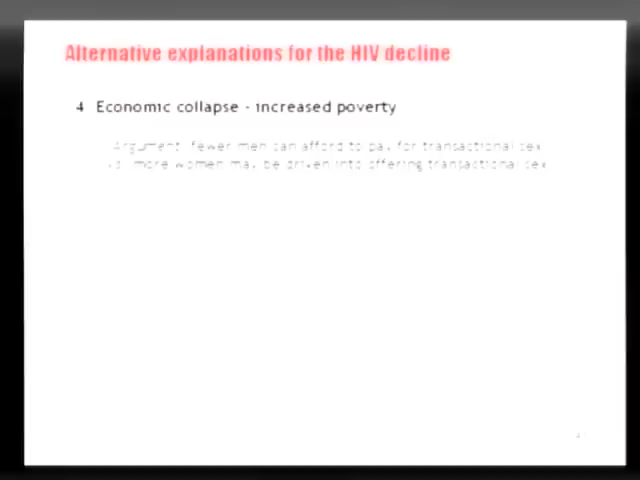 Alternative explanations for the HIV decline
4 Economic collapse - increased poverty
Argument: fewer men can afford to pay for transactional sex
more women may be driven into offering transactional sex